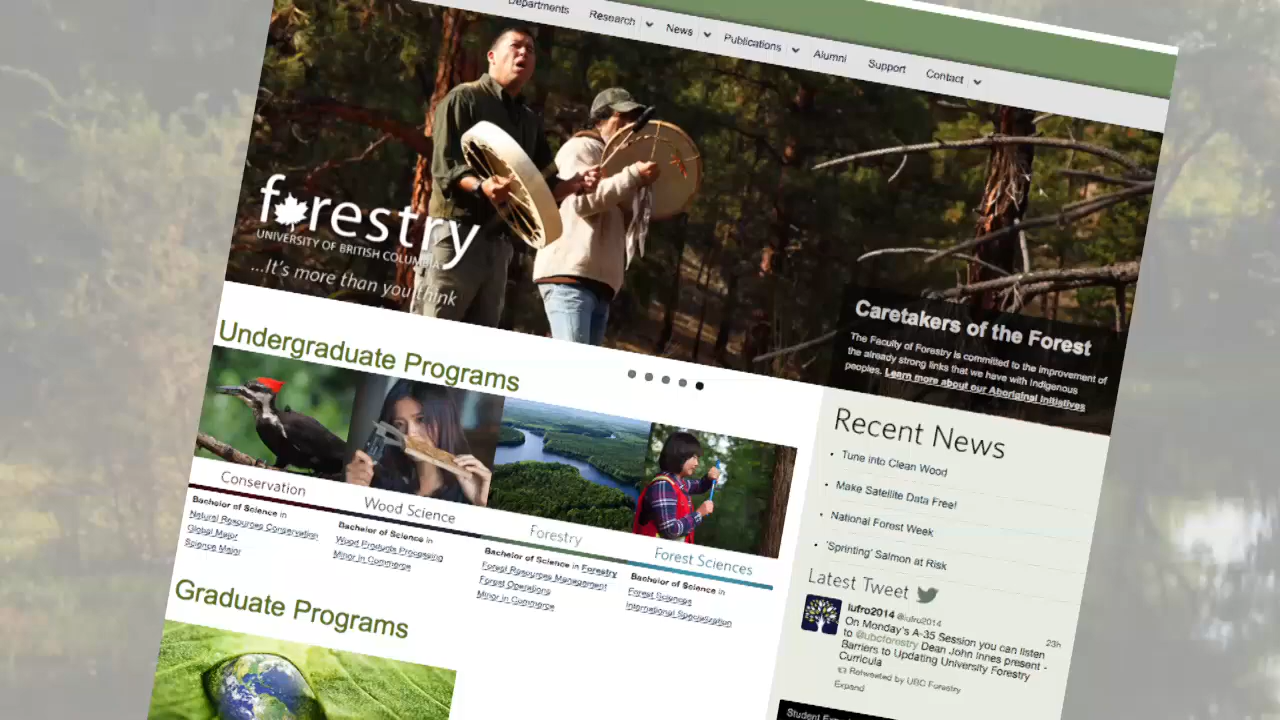 Departments
Research
News
Publications
Alumni
Support
Contact
forestry
UNIVERSITY OF BRITISH COLUMBIA
...It's more than you think
Caretakers of the Forest
The Faculty of Forestry is committed to the improvement of
the already strong links that we have with Indigenous
peoples. Learn more about our Aboriginal Initiatives
Undergraduate Programs
Conservation
Bachelor of Science in
Natural Resources Conservation
Global Major
Science Major
Wood Science
Bachelor of Science in
Wood Products Processing
Minor in Commerce
Forestry
Bachelor of Science in Forestry
Forest Resources Management
Forest Operations
Minor in Commerce
Forest Sciences
Bachelor of Science in
Forest Sciences
International Specialization
Graduate Programs
Recent News
Tune into Clean Wood
Make Satellite Data Free!
National Forest Week
'Sprinting' Salmon at Risk
Latest Tweet
iufro2014 @iufro2014
23h
On Monday's A-35 Session you can listen
to @ubcforestry Dean John Innes present -
Barriers to Updating University Forestry
Curricula
Retweeted by UBC Forestry
Expand
Student